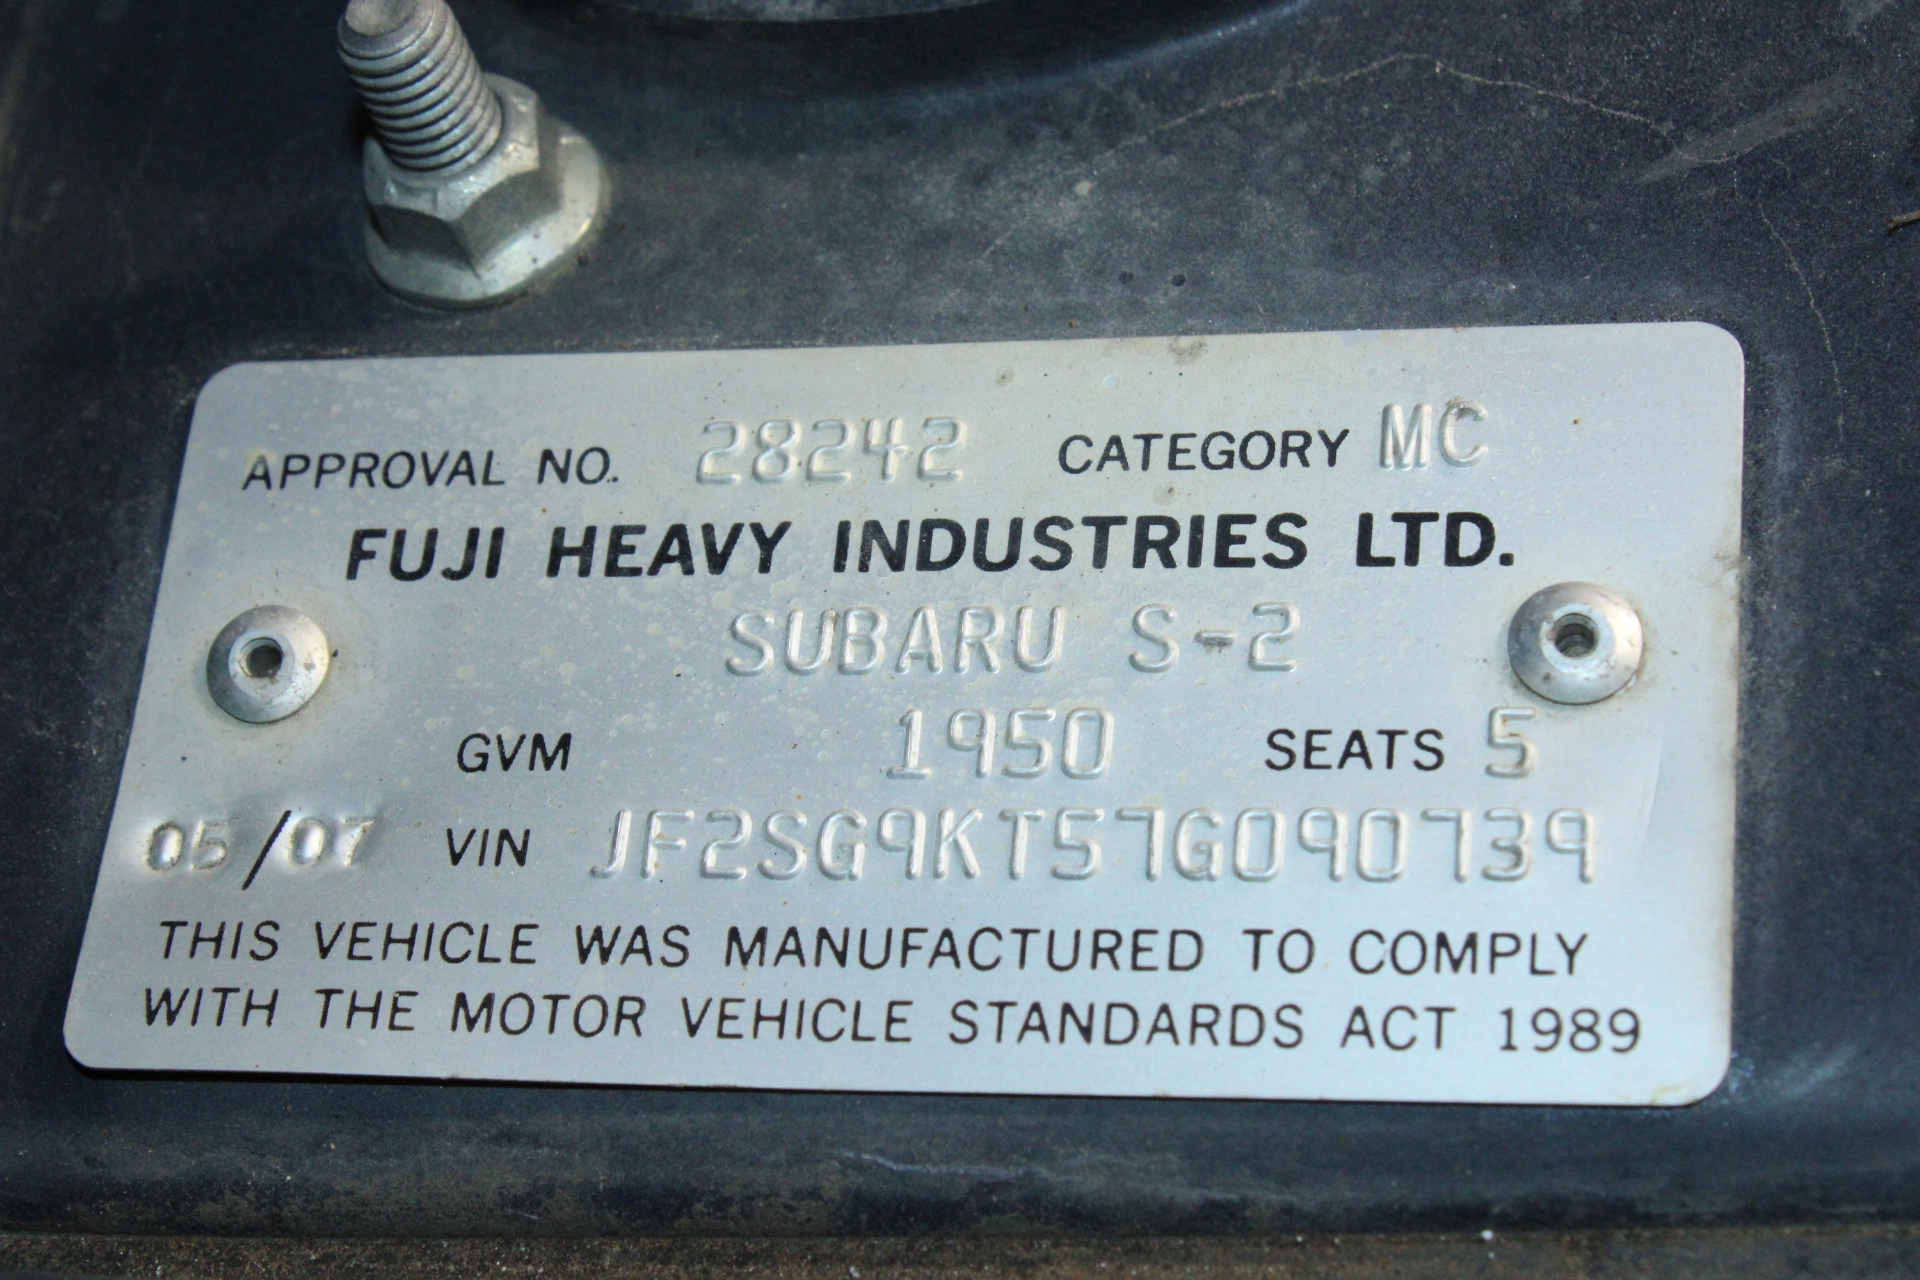 APPROVAL NO. 28242 CATEGORY MC
FUJI HEAVY INDUSTRIES LTD.
SUBARU S-2
GVM 1950 SEATS 5
05/07 VIN JF2SG9KT57G090739
THIS VEHICLE WAS MANUFACTURED TO COMPLY
WITH THE MOTOR VEHICLE STANDARDS ACT 1989